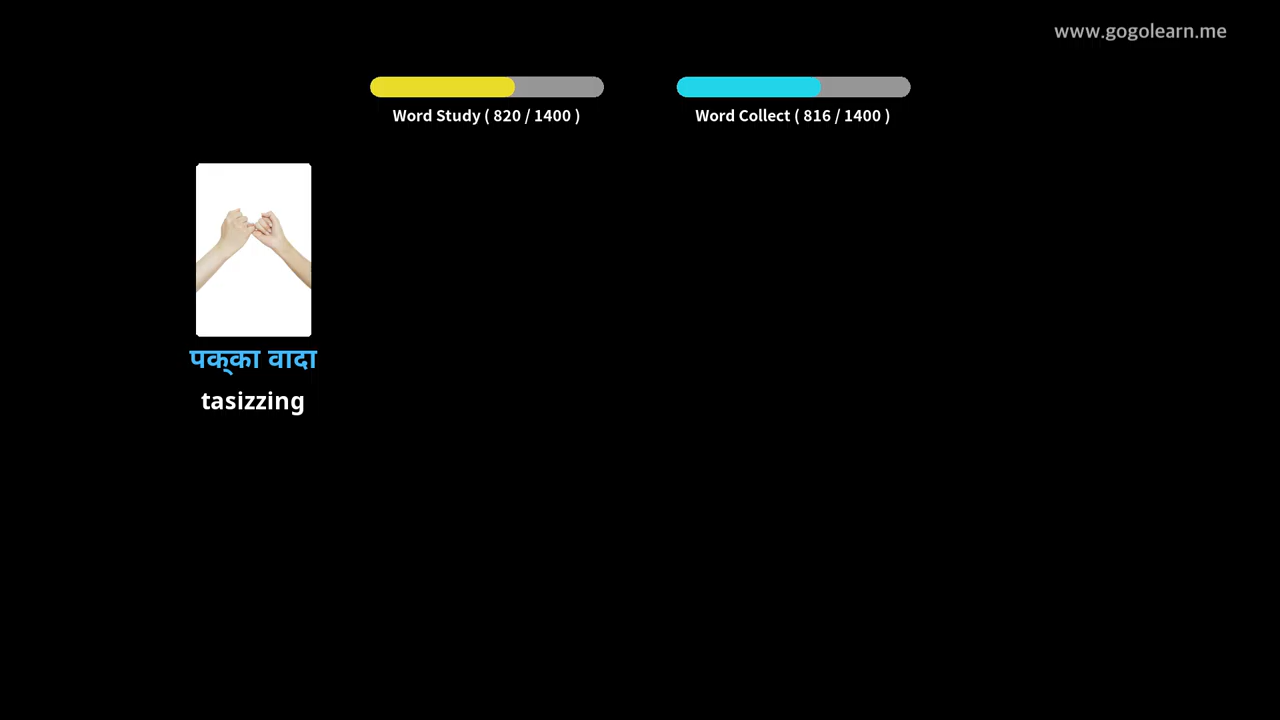 www.gogolearn.me
Word Study ( 820 / 1400 )
Word Collect ( 816 / 1400 )
पक्‌का वादा
tasizzing